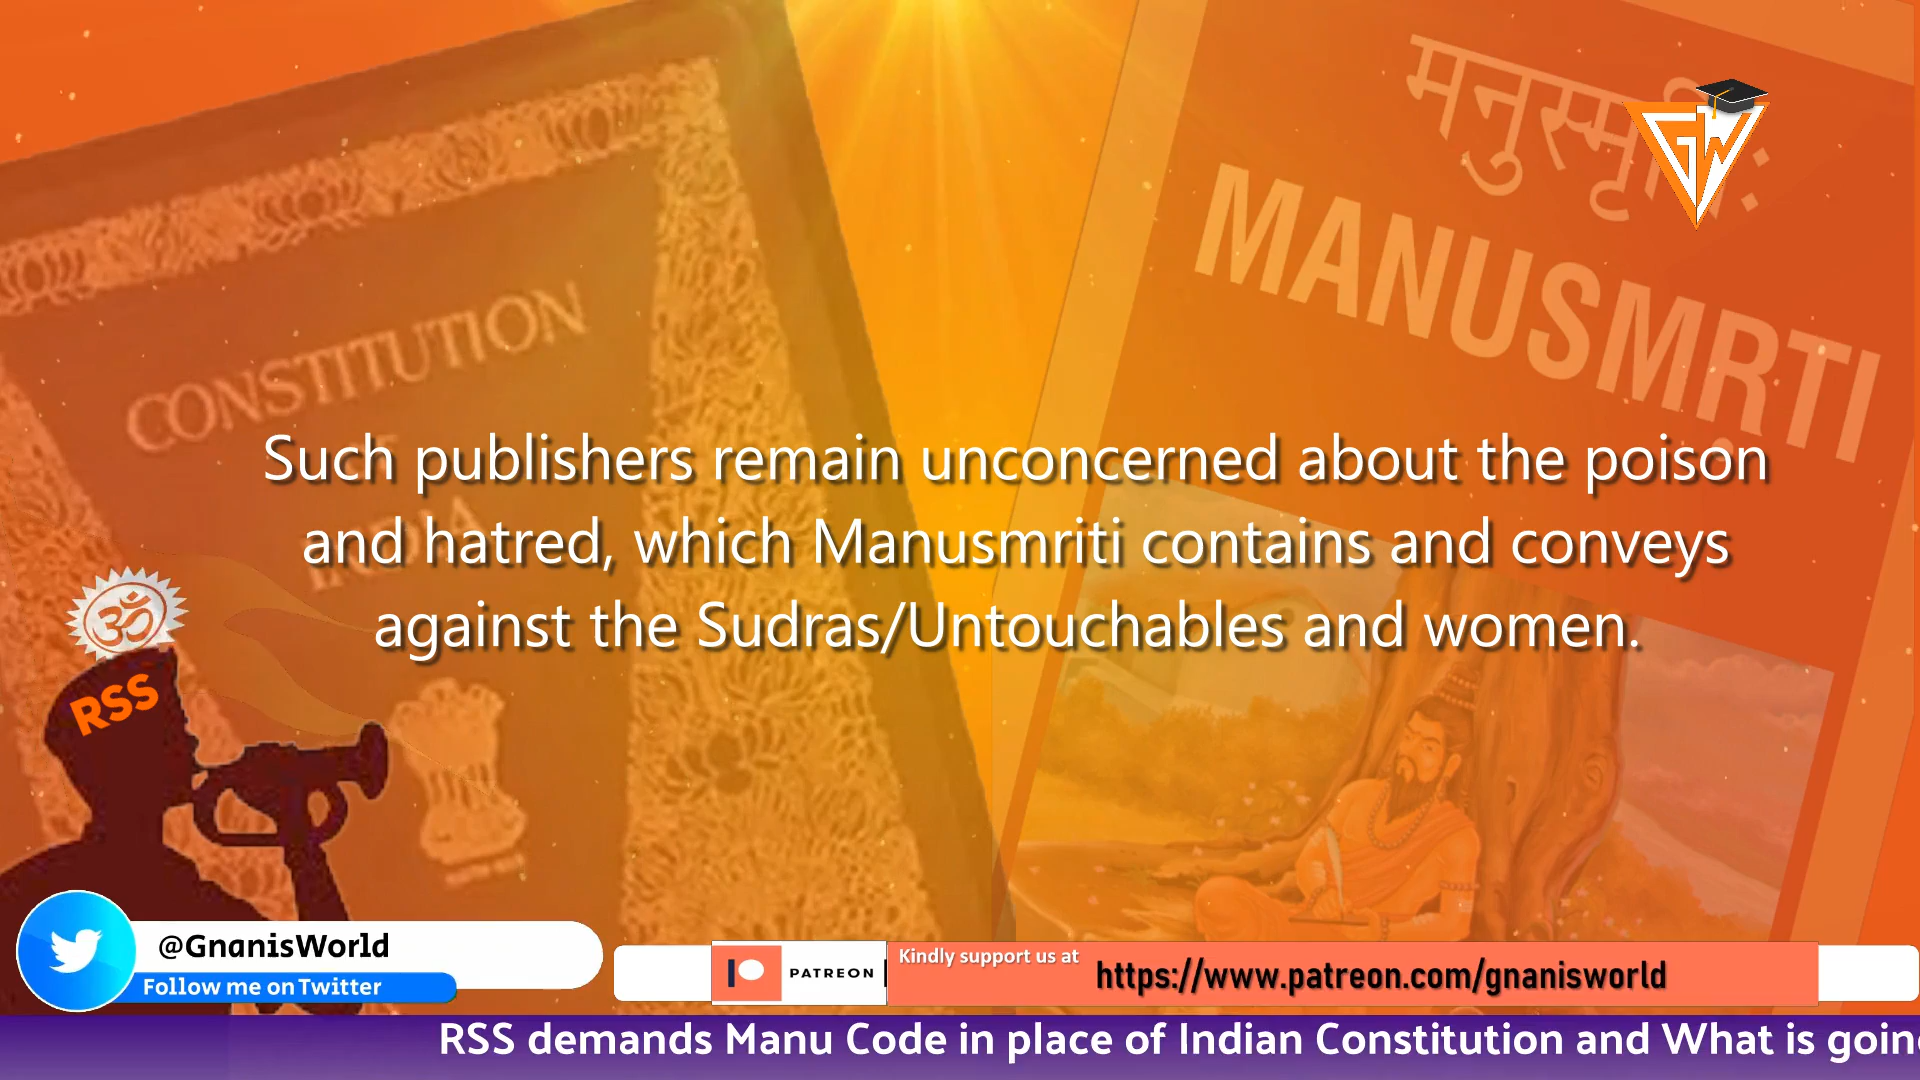 CONSTITUTION
मनुस्मृतिः
MANUSMRTI
GW
Such publishers remain unconcerned about the poison
and hatred, which Manusmriti contains and conveys
against the Sudras/Untouchables and women.
ॐ
RSS
@GnanisWorld
Follow me on Twitter
PATREON
Kindly support us at
https://www.patreon.com/gnanisworld
RSS demands Manu Code in place of Indian Constitution and What is goin